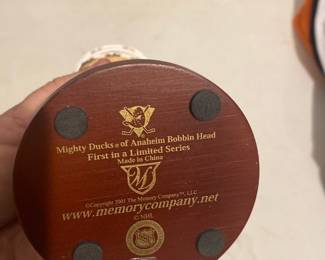 Mighty Ducks® of Anaheim Bobbin Head
First in a Limited Series
Made in China
©Copyright 2001 The Memory Company™, LLC
www.memorycompany.net
© NHL